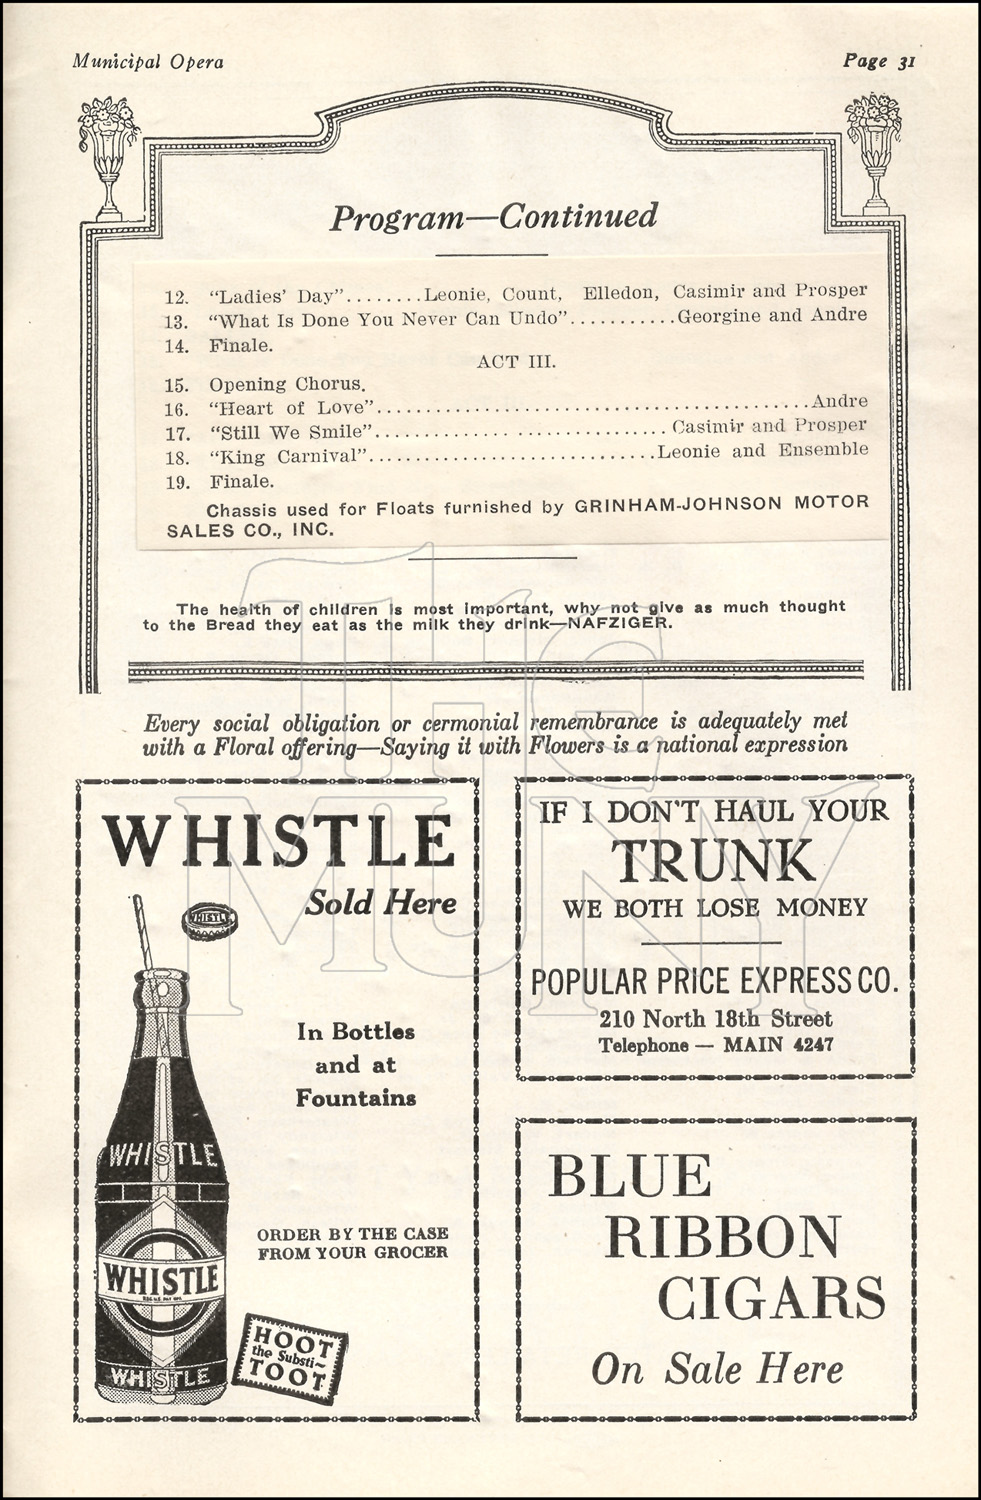 Municipal Opera
Page 31
Program—Continued
12. "Ladies' Day"........Leonie, Count, Elledon, Casimir and Prosper
13. "What Is Done You Never Can Undo"...........Georgine and Andre
14. Finale.
ACT III.
15. Opening Chorus.
16. "Heart of Love"...........................................Andre
17. "Still We Smile"............................. Casimir and Prosper
18. "King Carnival".............................Leonie and Ensemble
19. Finale.
Chassis used for Floats furnished by GRINHAM-JOHNSON MOTOR
SALES CO., INC.
The health of children is most important, why not give as much thought
to the Bread they eat as the milk they drink—NAFZIGER.
Every social obligation or cermonial remembrance is adequately met
with a Floral offering—Saying it with Flowers is a national expression
The
MUNY
WHISTLE
Sold Here
WHISTLE
In Bottles
and at
Fountains
WHISTLE
ORDER BY THE CASE
FROM YOUR GROCER
WHISTLE
REG. U.S. PAT. OFF.
WHISTLE
HOOT
the Substi-
TOOT
IF I DON'T HAUL YOUR
TRUNK
WE BOTH LOSE MONEY
POPULAR PRICE EXPRESS CO.
210 North 18th Street
Telephone — MAIN 4247
BLUE
RIBBON
CIGARS
On Sale Here